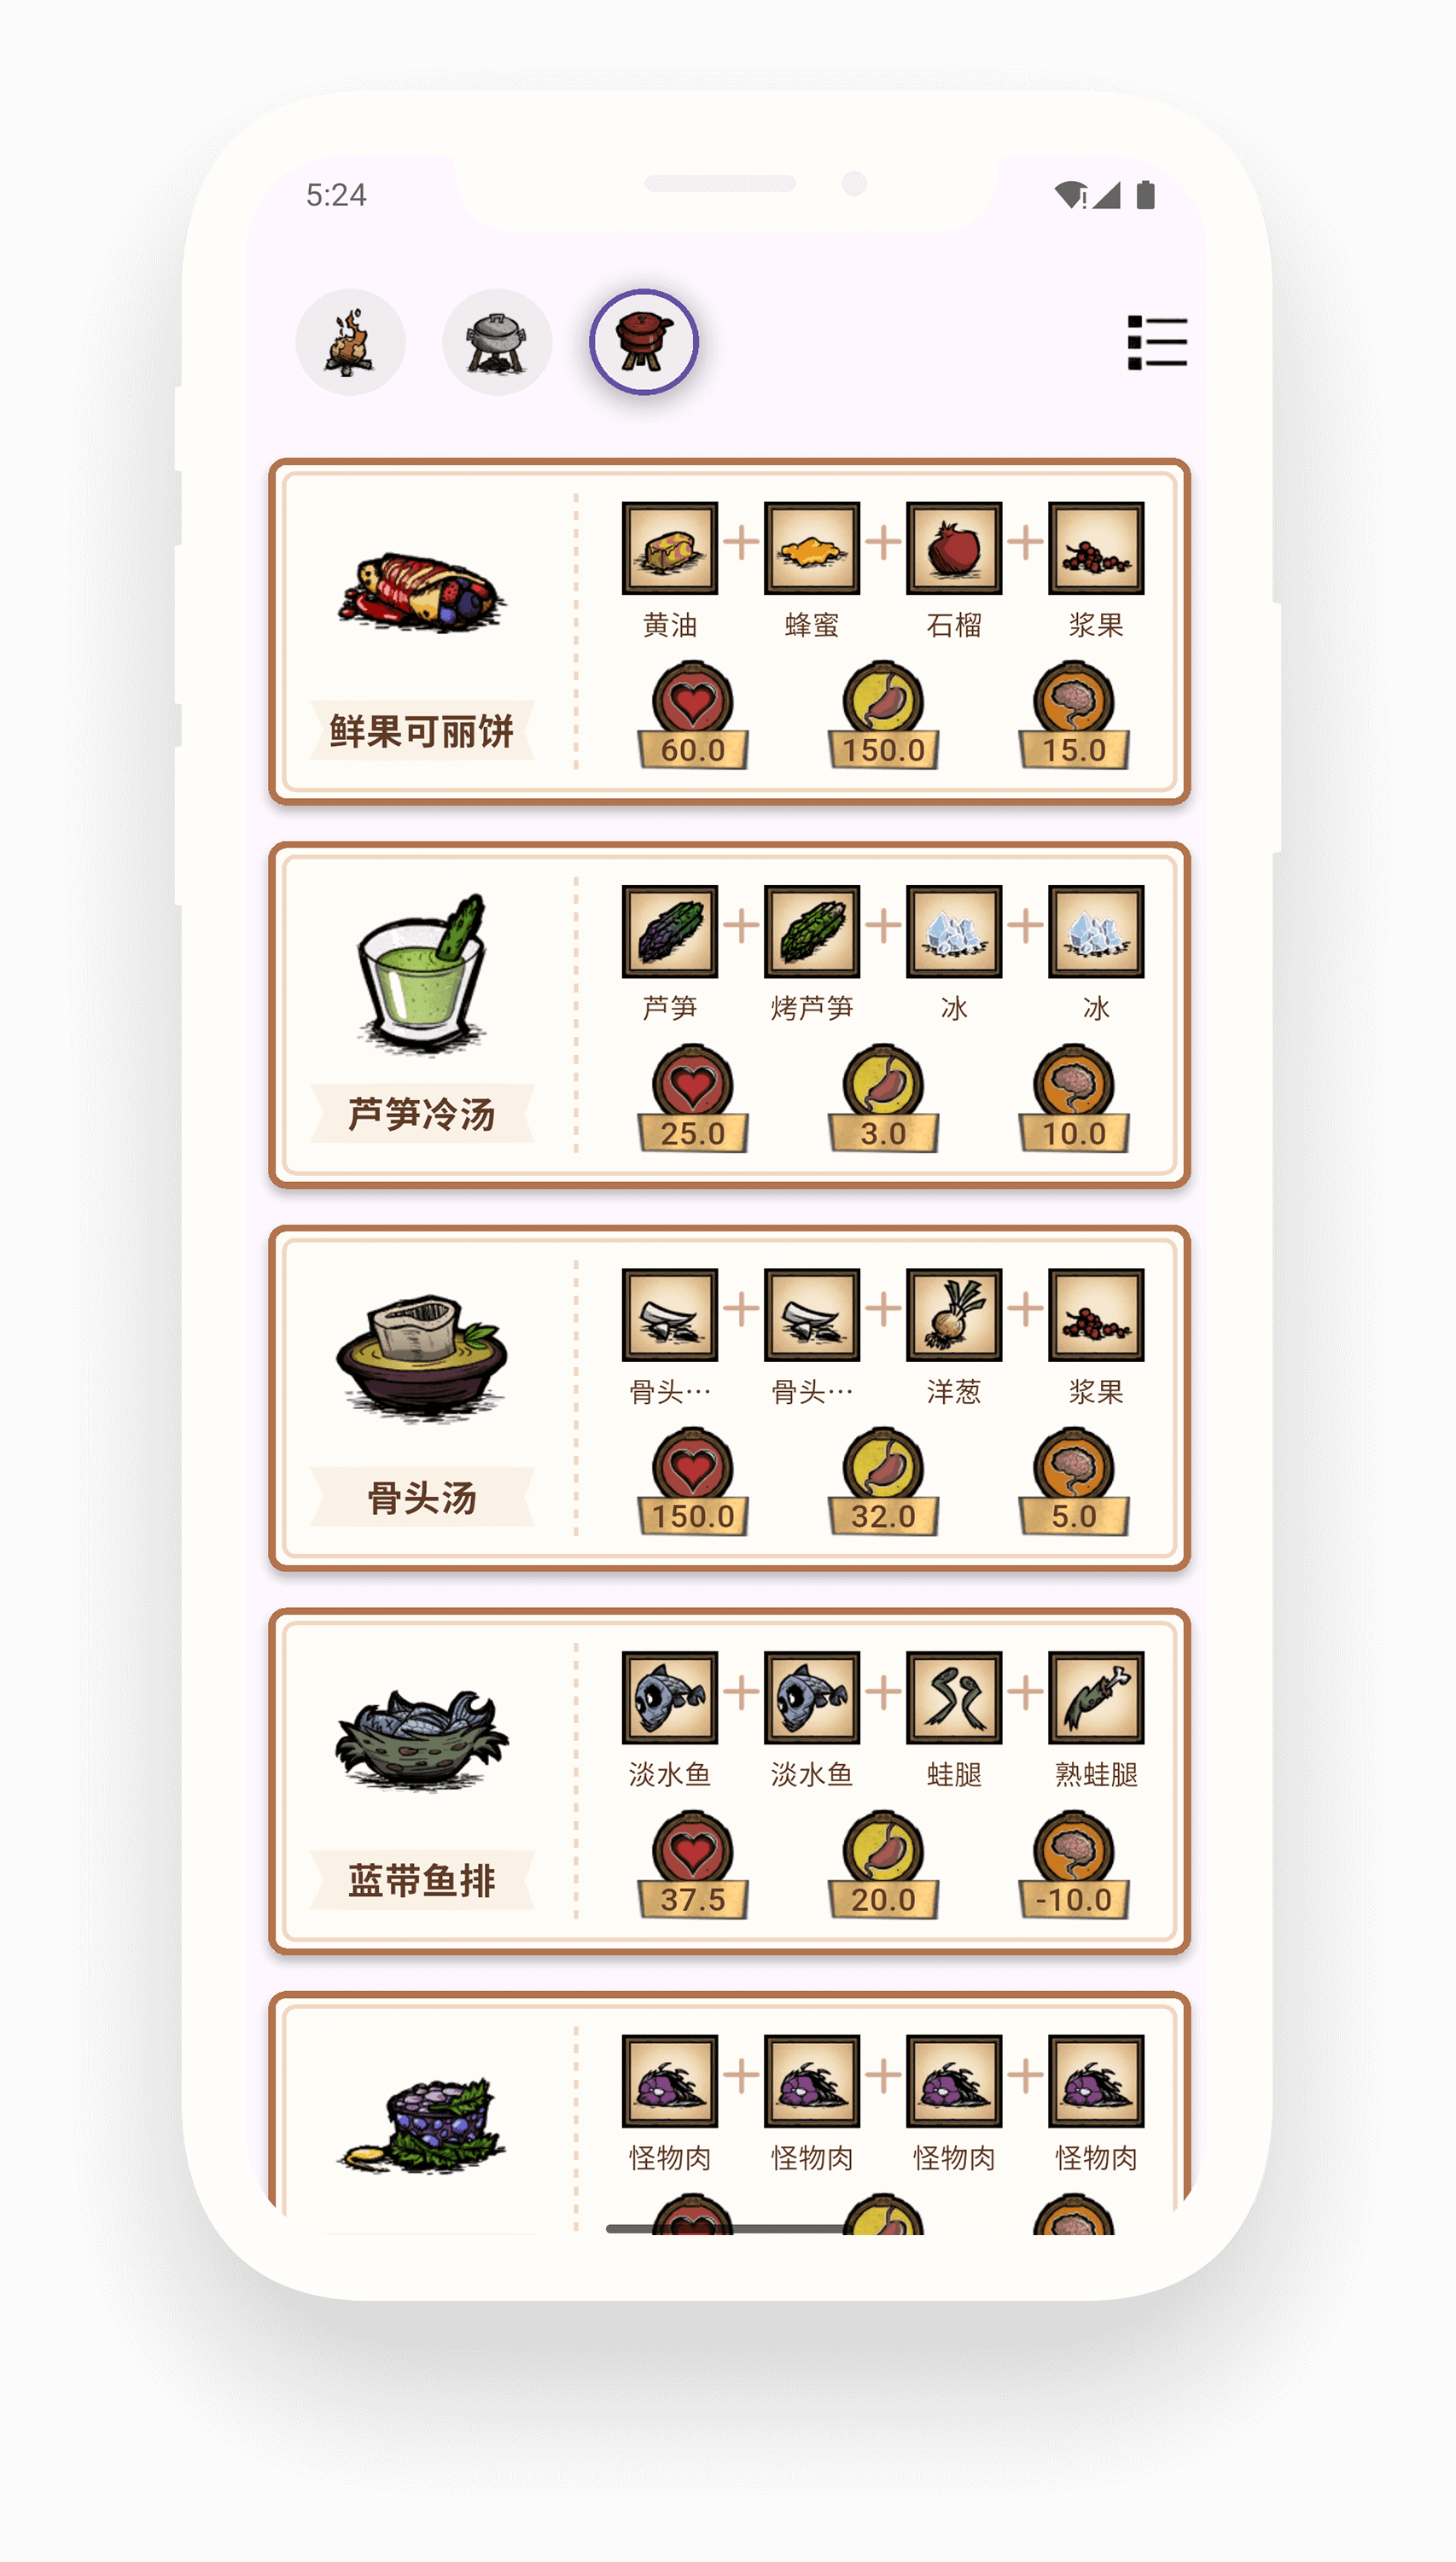 5:24
黄油 蜂蜜 石榴 浆果
鲜果可丽饼
60.0 150.0 15.0
芦笋 烤芦笋 冰 冰
芦笋冷汤
25.0 3.0 10.0
骨头… 骨头… 洋葱 浆果
骨头汤
150.0 32.0 5.0
淡水鱼 淡水鱼 蛙腿 熟蛙腿
蓝带鱼排
37.5 20.0 -10.0
怪物肉 怪物肉 怪物肉 怪物肉